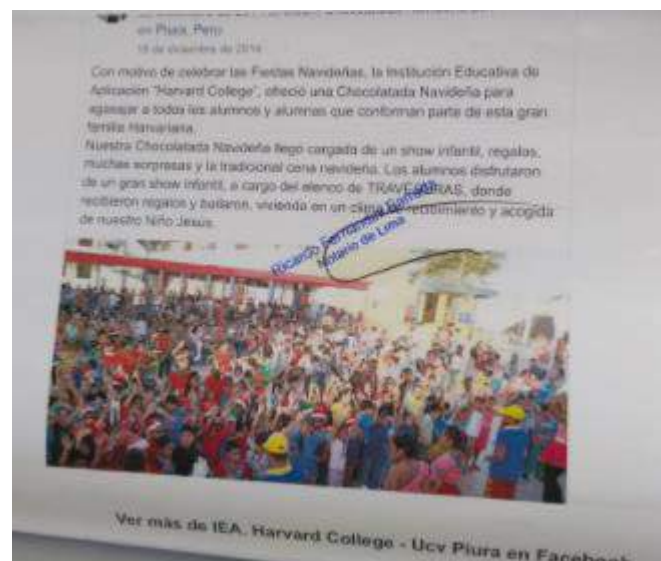 en Piura, Peru
18 de diciembre de 2014
Con motivo de celebrar las Fiestas Navideñas, la Institución Educativa de
Aplicación "Harvard College", ofreció una Chocolatada Navideña para
agasajar a todos los alumnos y alumnas que conforman parte de esta gran
familia Harvariana.
Nuestra Chocolatada Navideña llego cargada de un show infantil, regalos,
muchas sorpresas y la tradicional cena navideña. Los alumnos disfrutaron
de un gran show infantil, a cargo del elenco de TRAVESURAS, donde
recibieron regalos y bailaron, viviendo en un clima de recibimiento y acogida
de nuestro Niño Jesús.
Ricardo Fernandini Barreda
Notario de Lima
Ver más de IEA. Harvard College - Ucv Piura en Facebook